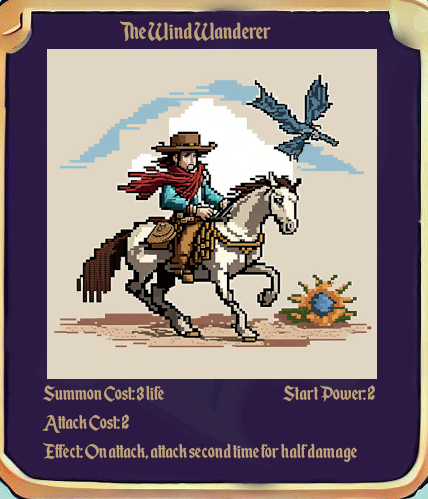 The Wind Wanderer
Summon Cost: 3 life Start Power: 2
Attack Cost: 2
Effect: On attack, attack second time for half damage